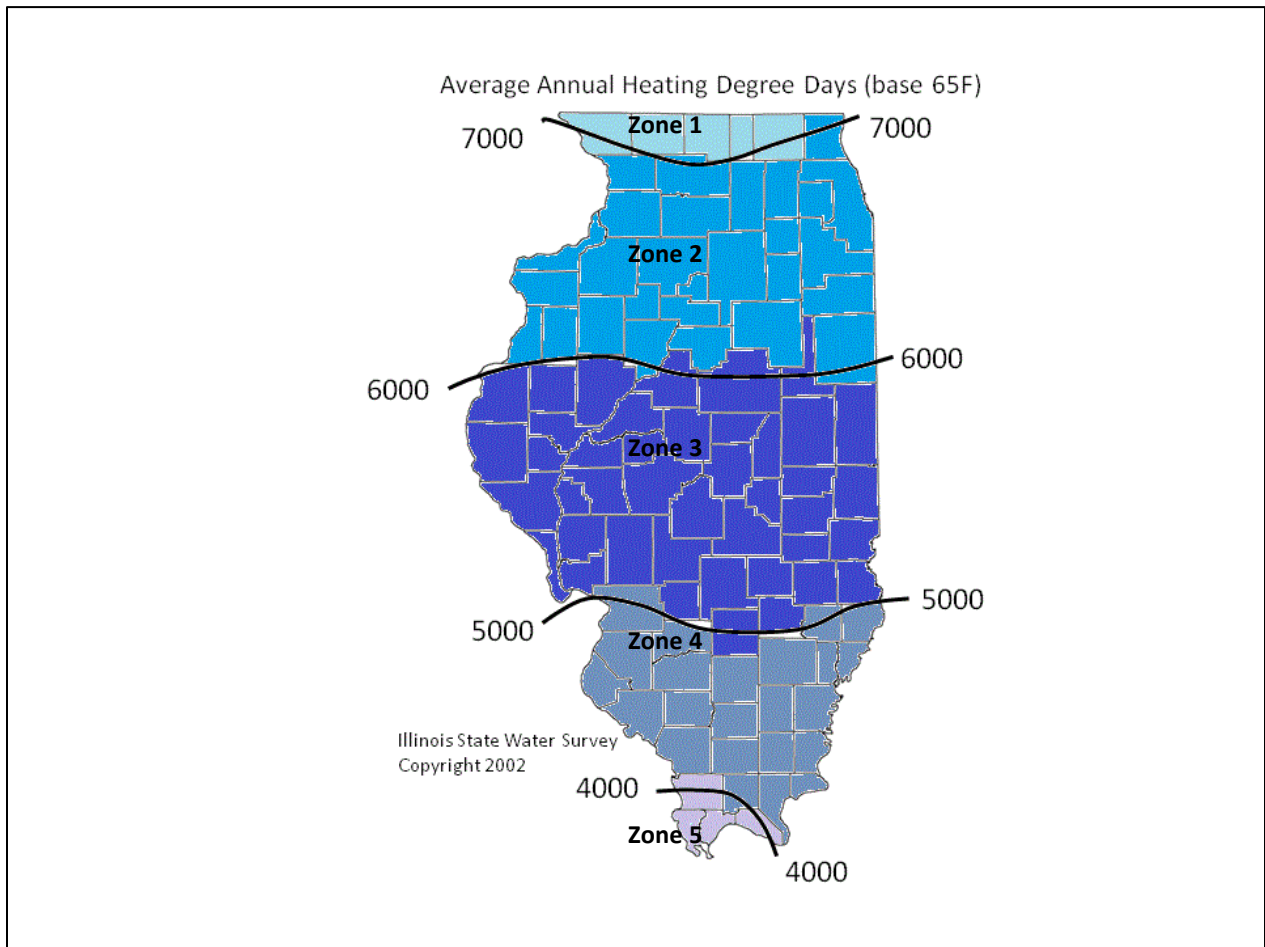 Average Annual Heating Degree Days (base 65F)
7000
Zone 1
7000
Zone 2
6000
6000
Zone 3
5000
5000
Zone 4
Illinois State Water Survey
Copyright 2002
4000
Zone 5
4000